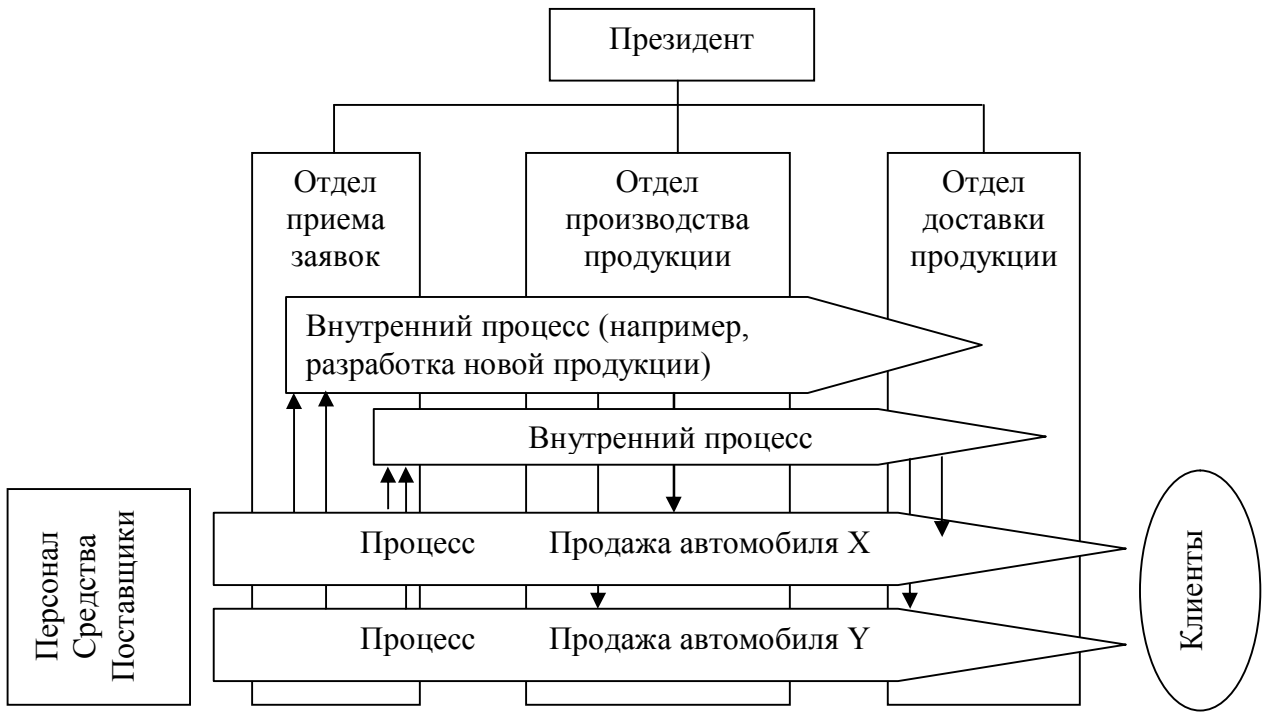 Президент
Отдел
приема
заявок
Отдел
производства
продукции
Отдел
доставки
продукции
Внутренний процесс (например,
разработка новой продукции)
Внутренний процесс
Процесс Продажа автомобиля X
Процесс Продажа автомобиля Y
Персонал
Средства
Поставщики
Клиенты